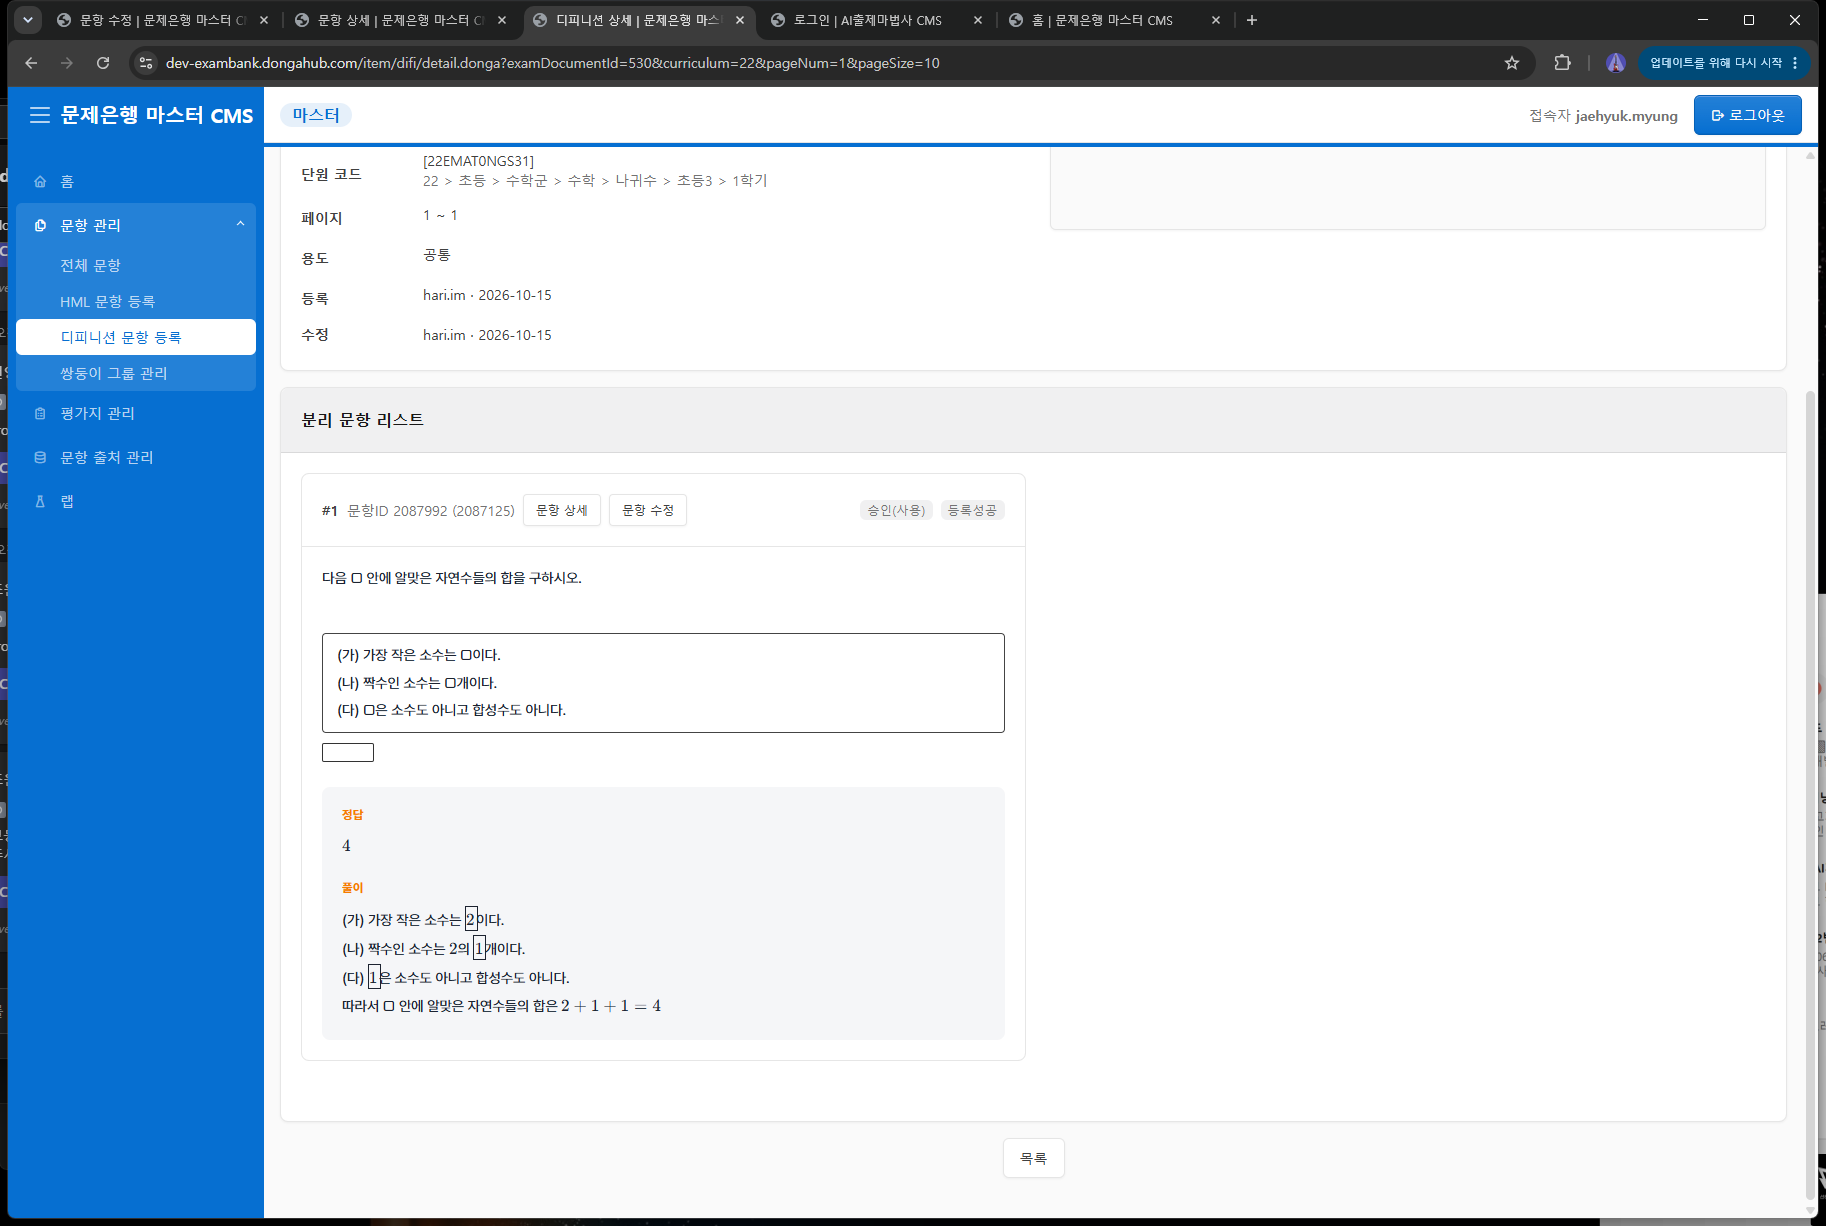 문항 수정 | 문제은행 마스터 C
문항 상세 | 문제은행 마스터 C
디피니션 상세 | 문제은행 마스
로그인 | AI출제마법사 CMS
홈 | 문제은행 마스터 CMS
dev-exambank.dongahub.com/item/difi/detail.donga?examDocumentId=530&curriculum=22&pageNum=1&pageSize=10
업데이트를 위해 다시 시작
문제은행 마스터 CMS
마스터
접속자 jaehyuk.myung
로그아웃
홈
문항 관리
전체 문항
HML 문항 등록
디피니션 문항 등록
쌍둥이 그룹 관리
평가지 관리
문항 출처 관리
랩
단원 코드
[22EMAT0NGS31]
22 > 초등 > 수학군 > 수학 > 나귀수 > 초등3 > 1학기
페이지
1 ~ 1
용도
공통
등록
hari.im · 2026-10-15
수정
hari.im · 2026-10-15
분리 문항 리스트
#1 문항ID 2087992 (2087125)
문항 상세
문항 수정
승인(사용)
등록성공
다음 □ 안에 알맞은 자연수들의 합을 구하시오.
(가) 가장 작은 소수는 □이다.
(나) 짝수인 소수는 □개이다.
(다) □은 소수도 아니고 합성수도 아니다.
정답
4
풀이
(가) 가장 작은 소수는 2이다.
(나) 짝수인 소수는 2의 1개이다.
(다) 1은 소수도 아니고 합성수도 아니다.
따라서 □ 안에 알맞은 자연수들의 합은 2 + 1 + 1 = 4
목록